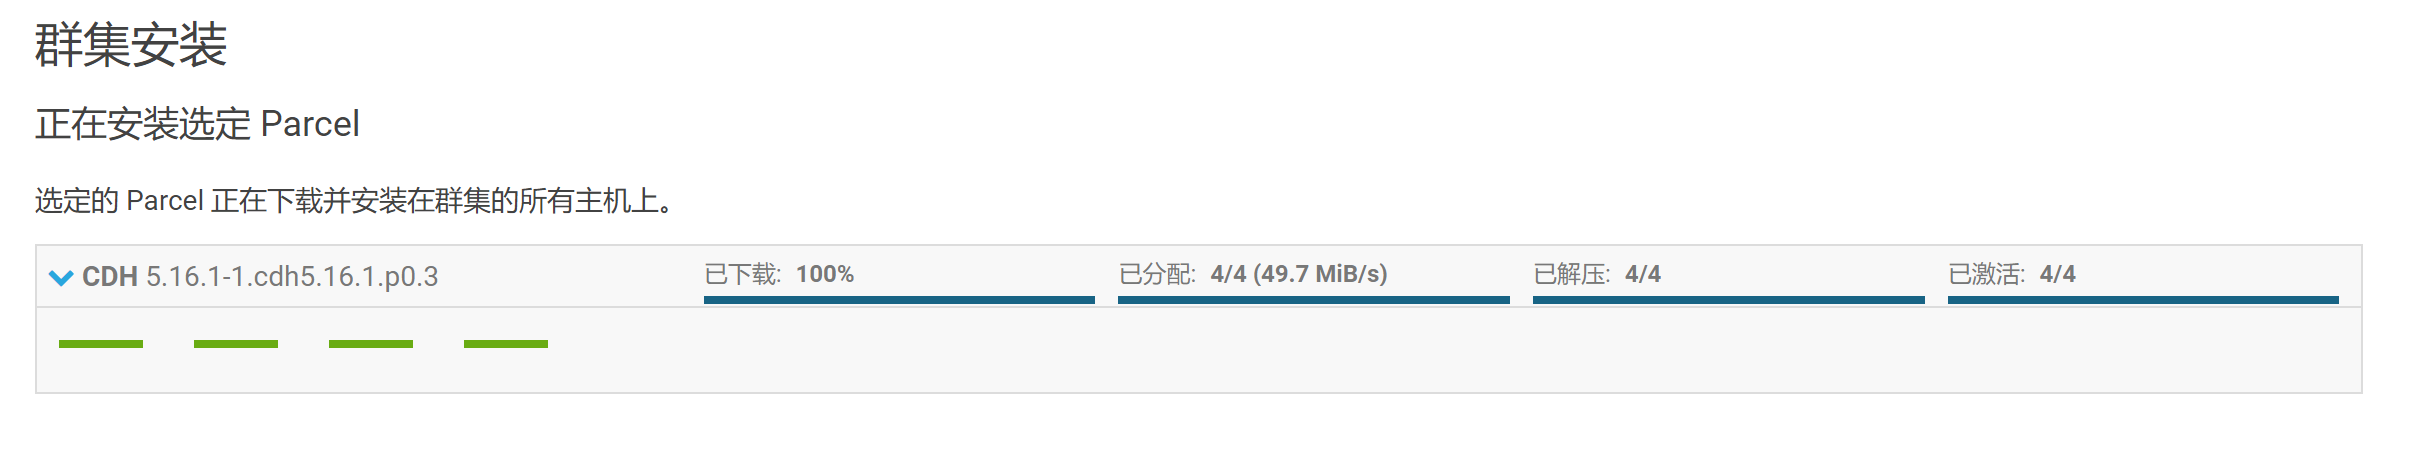 群集安装
正在安装选定 Parcel
选定的 Parcel 正在下载并安装在群集的所有主机上。
CDH 5.16.1-1.cdh5.16.1.p0.3 已下载: 100% 已分配: 4/4 (49.7 MiB/s) 已解压: 4/4 已激活: 4/4